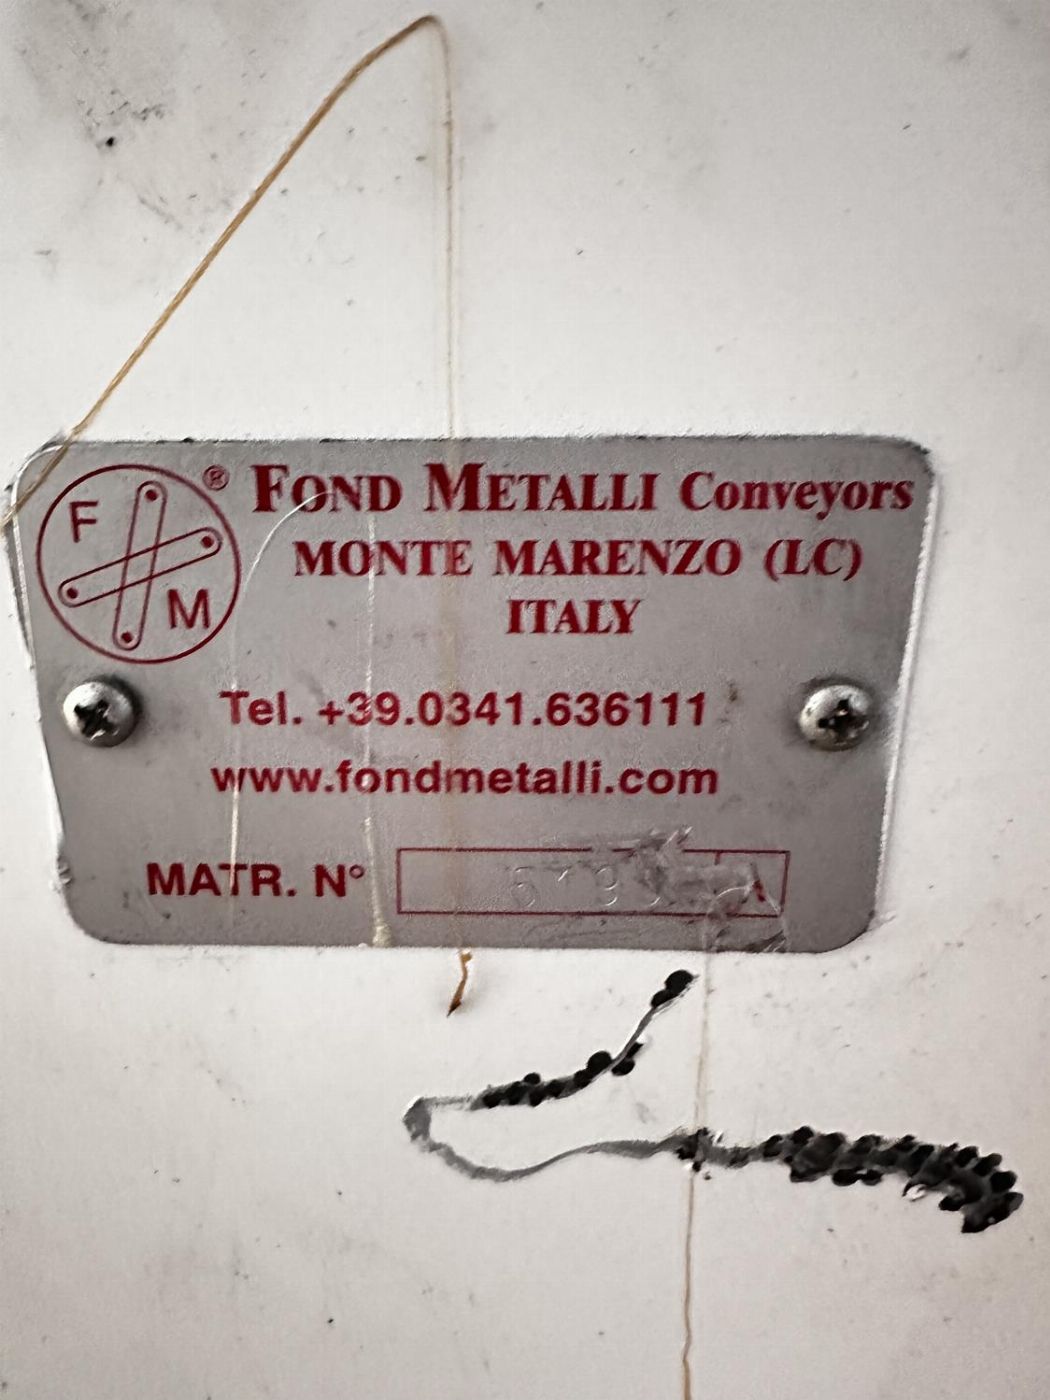 F M ®
FOND METALLI Conveyors
MONTE MARENZO (LC)
ITALY
Tel. +39.0341.636111
www.fondmetalli.com
MATR. N°